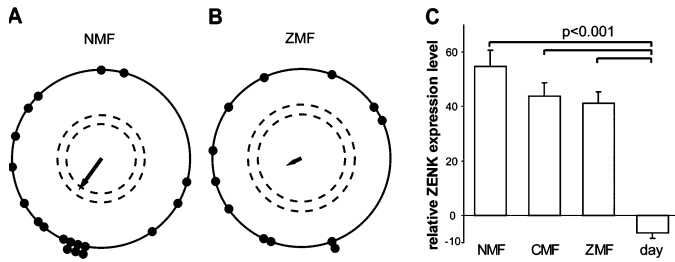 A
NMF
B
ZMF
C
p<0.001
relative ZENK expression level
60
40
20
0
-10
NMF CMF ZMF day